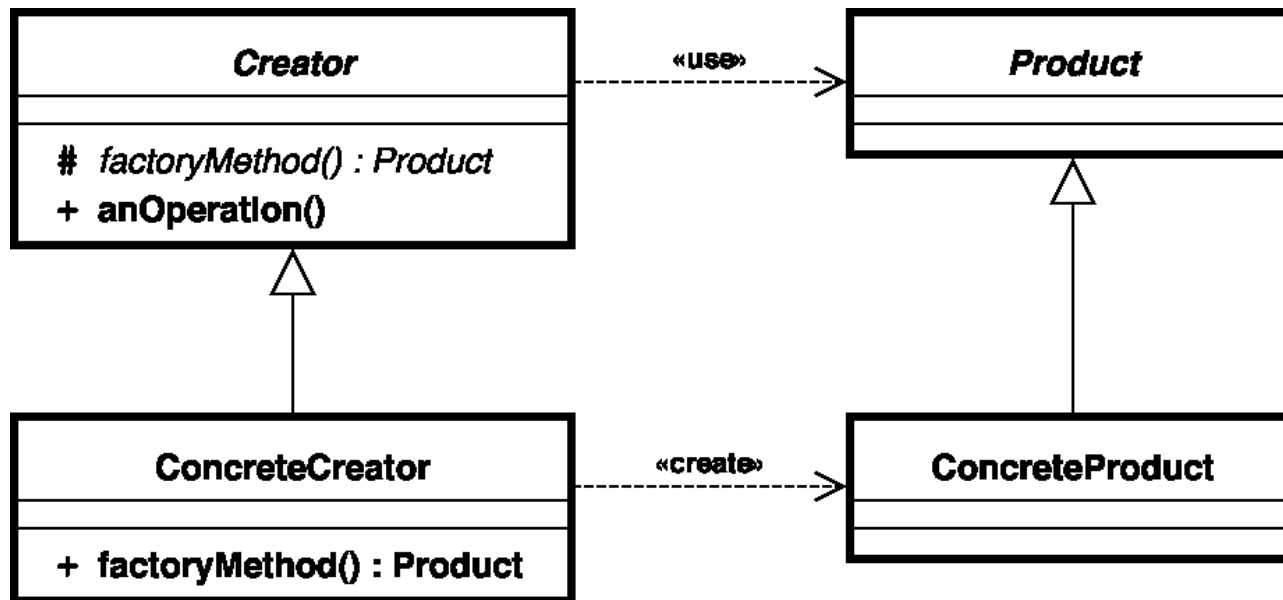 Creator
«use»
Product
# factoryMethod() : Product
+ anOperation()
ConcreteCreator
«create»
ConcreteProduct
+ factoryMethod() : Product